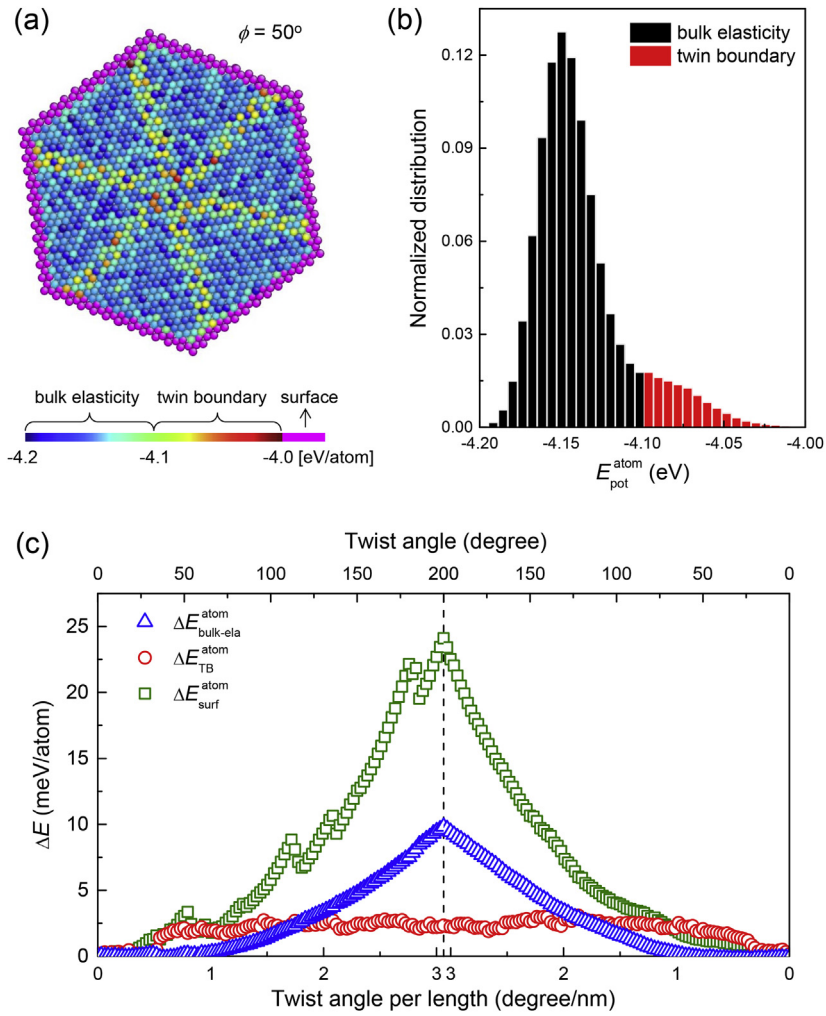 (a)
ϕ = 50°
bulk elasticity twin boundary surface
-4.2 -4.1 -4.0 [eV/atom]
(b)
bulk elasticity
twin boundary
Normalized distribution
0.12
0.09
0.06
0.03
0.00
-4.20 -4.15 -4.10 -4.05 -4.00
E_pot^atom (eV)
(c)
Twist angle (degree)
0 50 100 150 200 150 100 50 0
ΔE_bulk-ela^atom
ΔE_TB^atom
ΔE_surf^atom
ΔE (meV/atom)
25
20
15
10
5
0
0 1 2 3 3 2 1 0
Twist angle per length (degree/nm)